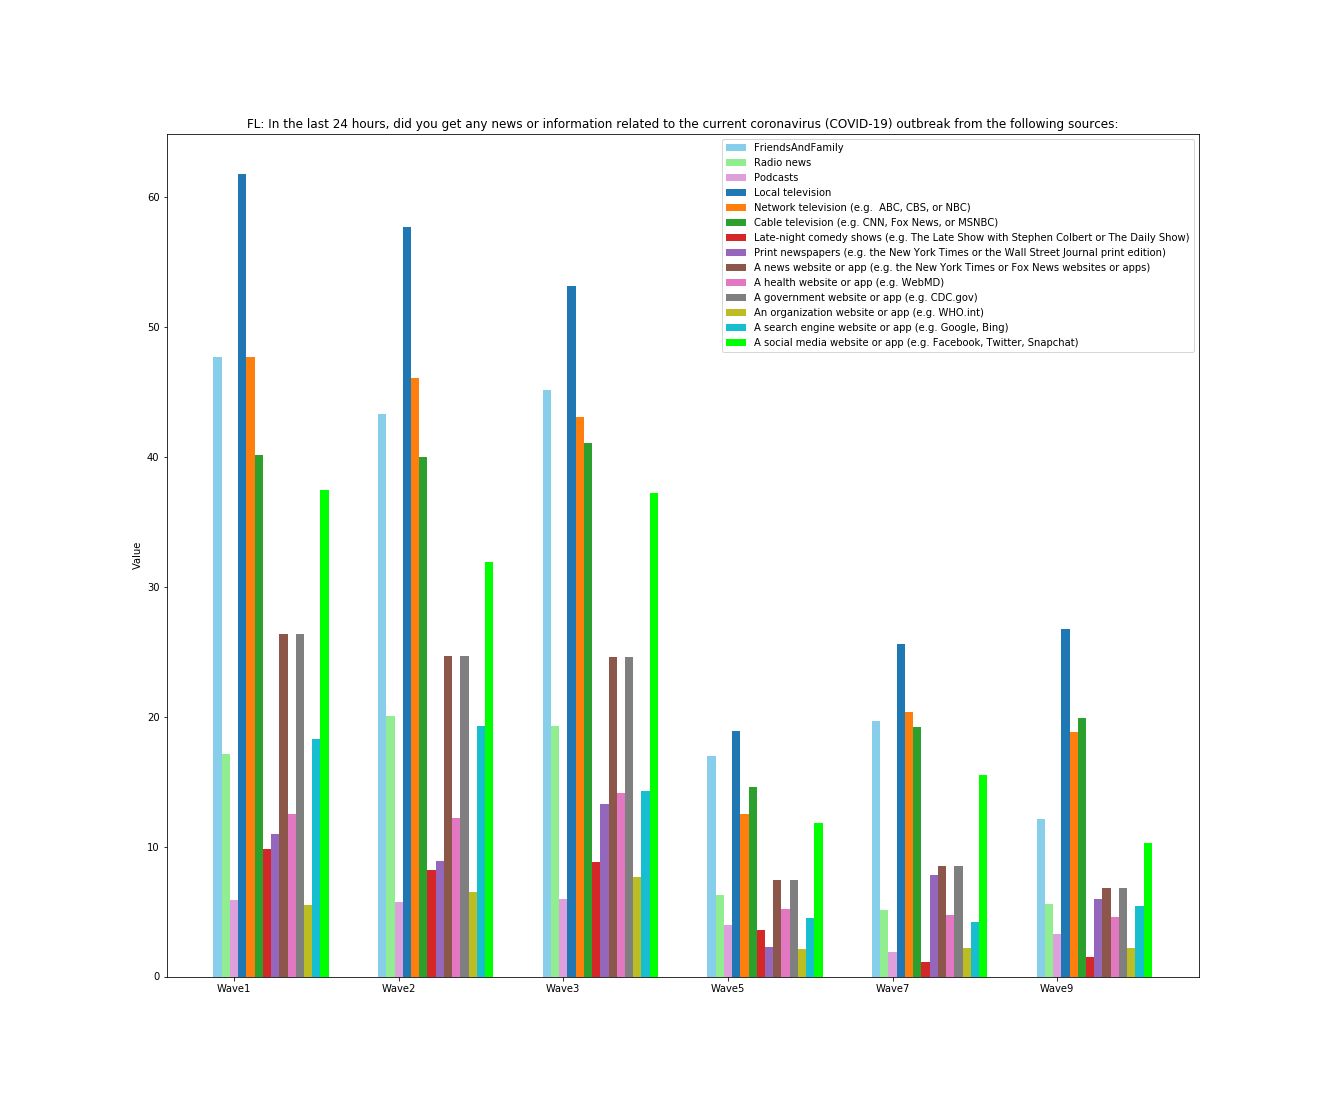 FL: In the last 24 hours, did you get any news or information related to the current coronavirus (COVID-19) outbreak from the following sources:
FriendsAndFamily
Radio news
Podcasts
Local television
Network television (e.g.  ABC, CBS, or NBC)
Cable television (e.g. CNN, Fox News, or MSNBC)
Late-night comedy shows (e.g. The Late Show with Stephen Colbert or The Daily Show)
Print newspapers (e.g. the New York Times or the Wall Street Journal print edition)
A news website or app (e.g. the New York Times or Fox News websites or apps)
A health website or app (e.g. WebMD)
A government website or app (e.g. CDC.gov)
An organization website or app (e.g. WHO.int)
A search engine website or app (e.g. Google, Bing)
A social media website or app (e.g. Facebook, Twitter, Snapchat)
60
50
40
30
20
10
0
Value
Wave1 Wave2 Wave3 Wave5 Wave7 Wave9